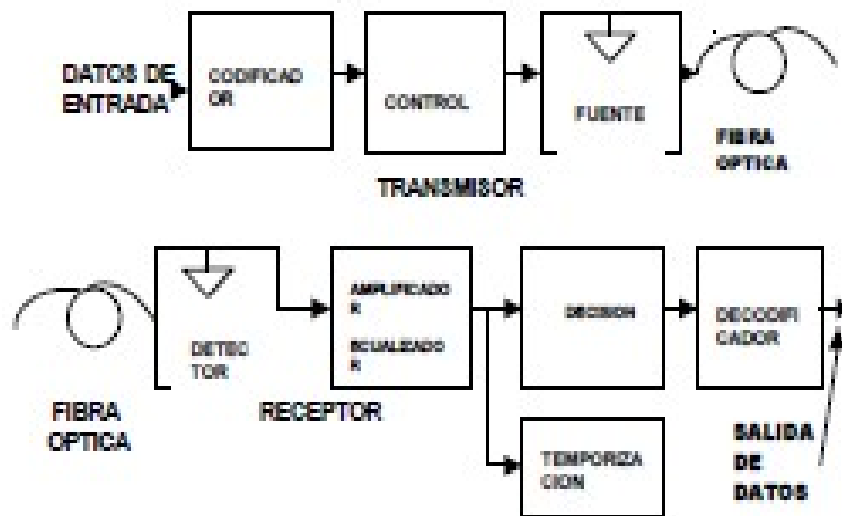 DATOS DE
ENTRADA
CODIFICAD
OR
CONTROL
FUENTE
FIBRA
OPTICA
TRANSMISOR
AMPLIFICADO
R
ECUALIZADO
R
DECISION
DECODIFI
CADOR
DETEC
TOR
FIBRA
OPTICA
RECEPTOR
TEMPORIZA
CION
SALIDA
DE
DATOS